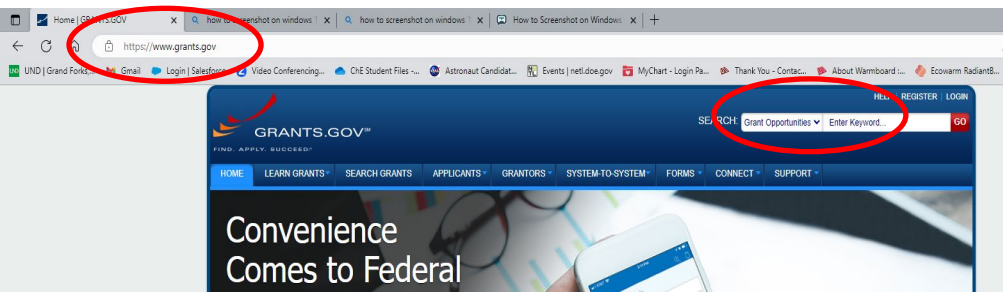 Home | GRANTS.GOV
how to screenshot on windows
how to screenshot on windows
How to Screenshot on Windows
https://www.grants.gov
UND | Grand Forks,...
Gmail
Login | Salesforce
Video Conferencing...
ChE Student Files -...
Astronaut Candidat...
Events | netl.doe.gov
MyChart - Login Pa...
Thank You - Contac...
About Warmboard :...
Ecowarm RadiantB...
HELP | REGISTER | LOGIN
GRANTS.GOV℠
FIND. APPLY. SUCCEED.℠
SEARCH: Grant Opportunities Enter Keyword... GO
HOME LEARN GRANTS SEARCH GRANTS APPLICANTS GRANTORS SYSTEM-TO-SYSTEM FORMS CONNECT SUPPORT
Convenience
Comes to Federal